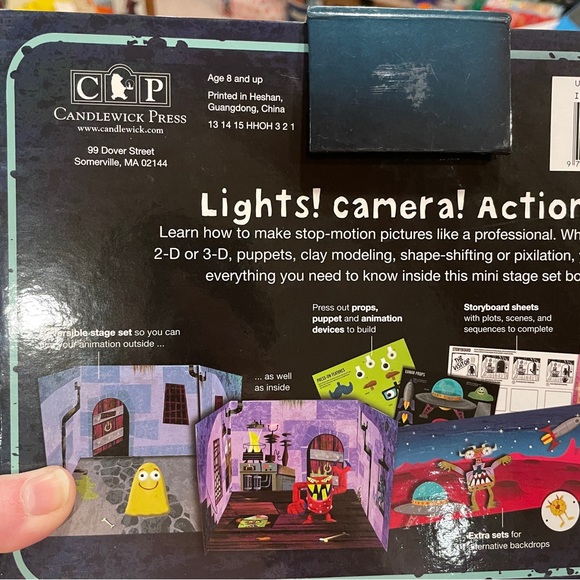 C P
CANDLEWICK PRESS
www.candlewick.com
99 Dover Street
Somerville, MA 02144
Age 8 and up
Printed in Heshan,
Guangdong, China
13 14 15 HHOH 3 2 1
Lights! Camera! Action
Learn how to make stop-motion pictures like a professional.
2-D or 3-D, puppets, clay modeling, shape-shifting or pixilation,
everything you need to know inside this mini stage set
stage set so you can
your animation outside ...
... as well
as inside
Press out props,
puppet and animation
devices to build
Storyboard sheets
with plots, scenes, and
sequences to complete
STORYBOARD
Extra sets for
alternative backdrops